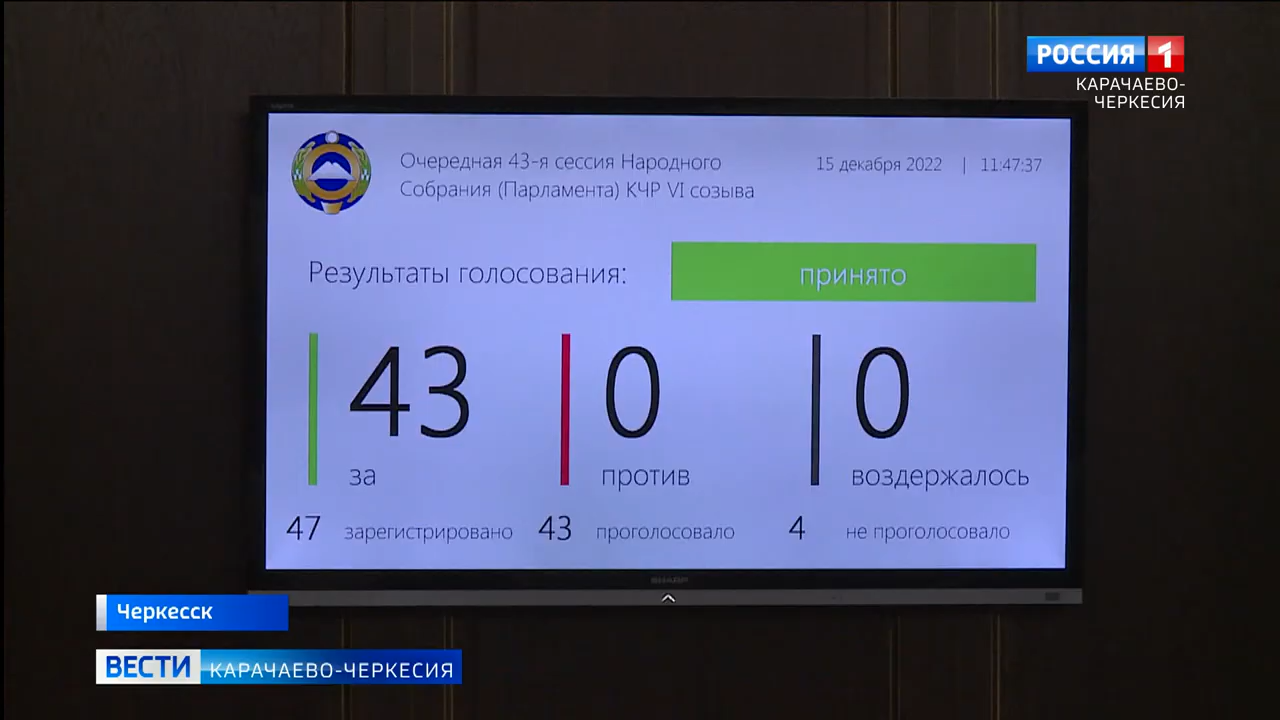 РОССИЯ 1
КАРАЧАЕВО-
ЧЕРКЕСИЯ
Очередная 43-я сессия Народного
Собрания (Парламента) КЧР VI созыва
15 декабря 2022 | 11:47:37
Результаты голосования:
принято
43
0
0
за
против
воздержалось
47 зарегистрировано
43 проголосовало
4 не проголосовало
SHARP
Черкесск
ВЕСТИ КАРАЧАЕВО-ЧЕРКЕСИЯ